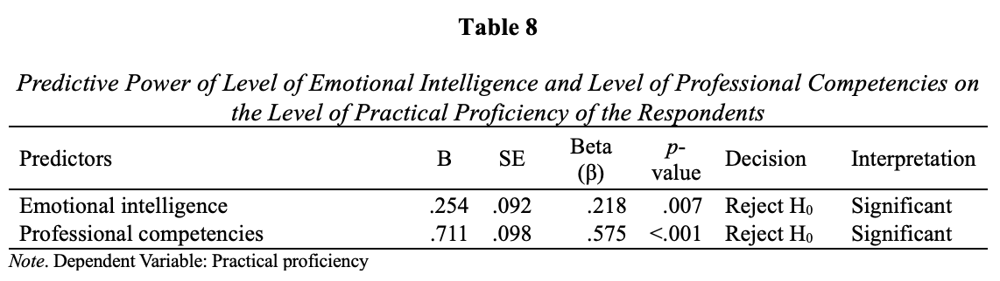 Table 8
Predictive Power of Level of Emotional Intelligence and Level of Professional Competencies on
the Level of Practical Proficiency of the Respondents
Predictors B SE Beta (β) p-value Decision Interpretation
Emotional intelligence .254 .092 .218 .007 Reject H₀ Significant
Professional competencies .711 .098 .575 <.001 Reject H₀ Significant
Note. Dependent Variable: Practical proficiency